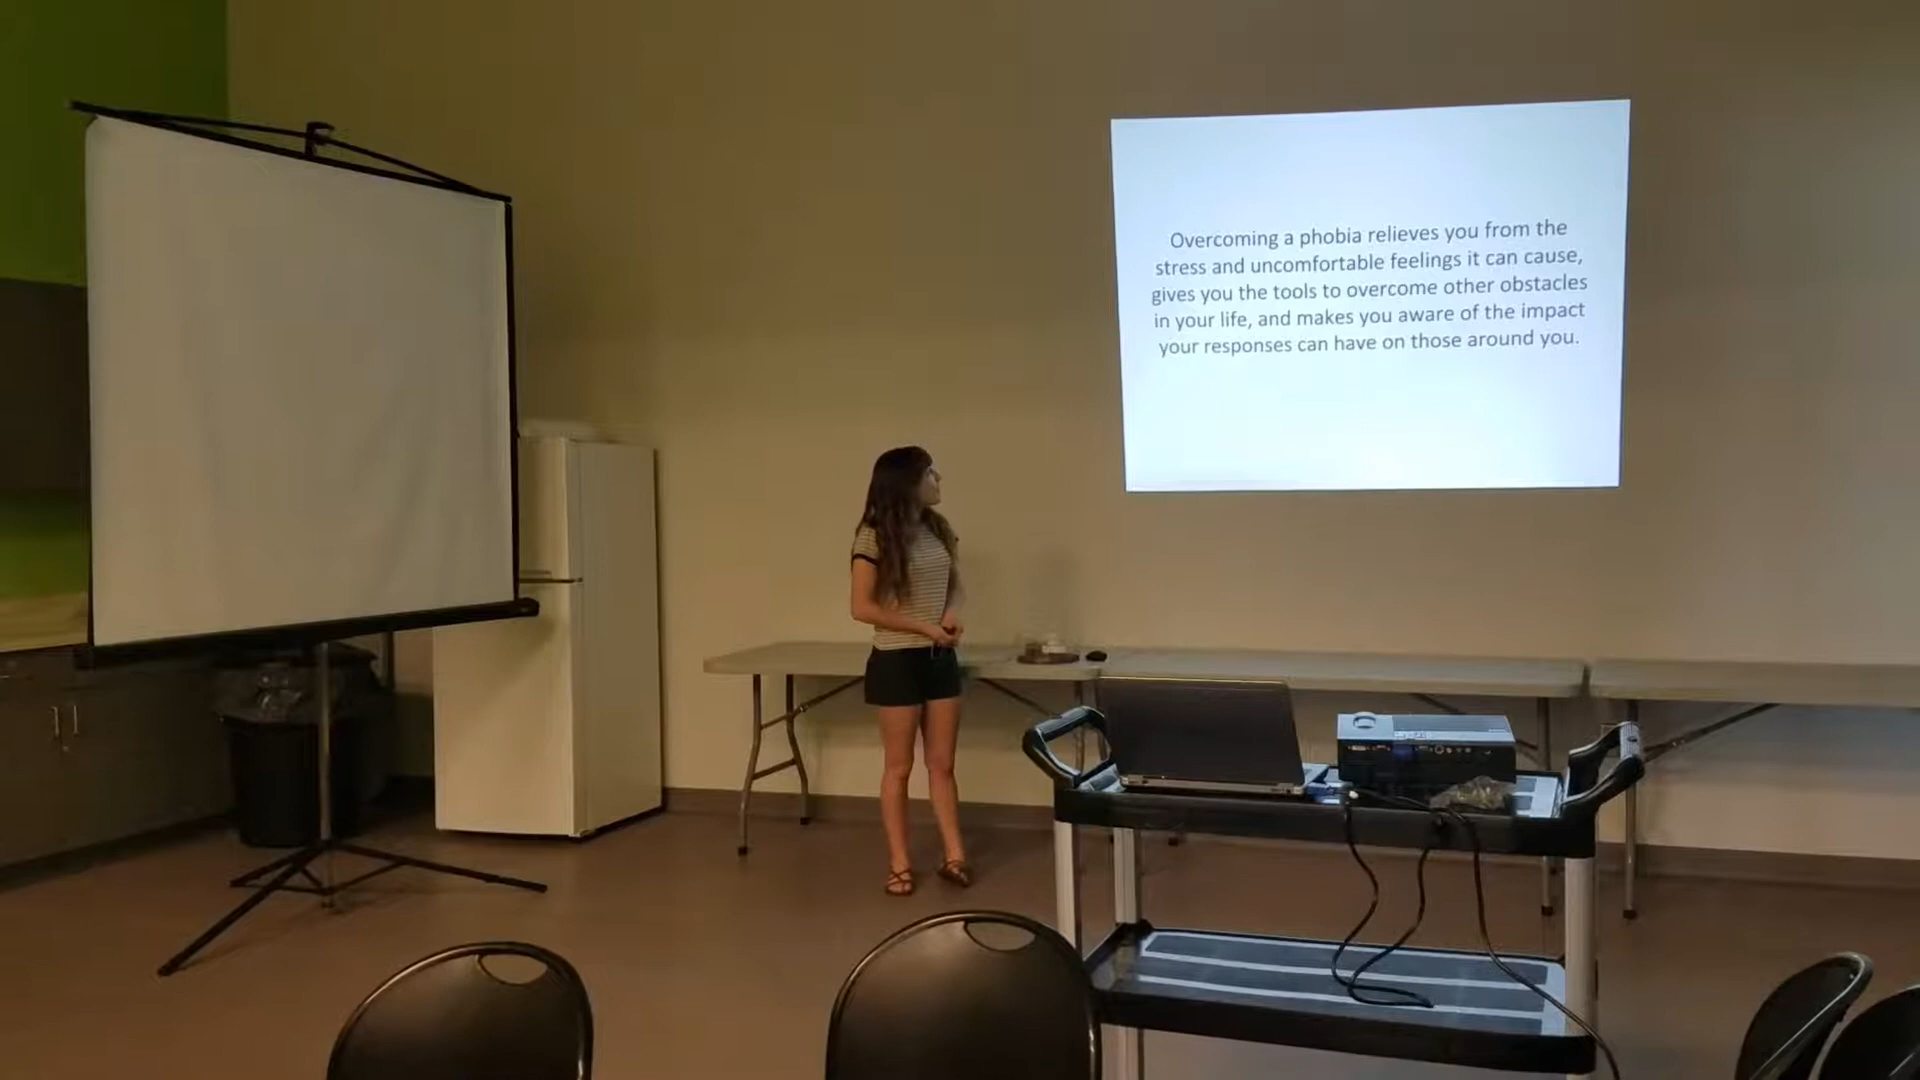 Overcoming a phobia relieves you from the
stress and uncomfortable feelings it can cause,
gives you the tools to overcome other obstacles
in your life, and makes you aware of the impact
your responses can have on those around you.